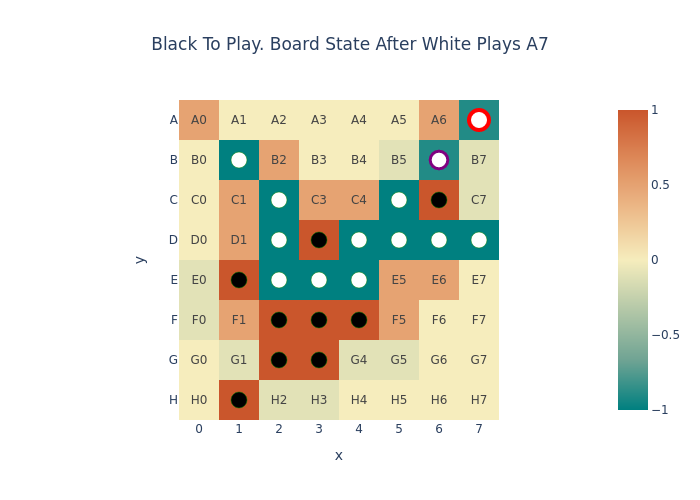 Black To Play. Board State After White Plays A7
A A0 A1 A2 A3 A4 A5 A6
B B0 B2 B3 B4 B5 B7
C C0 C1 C3 C4 C7
D D0 D1
E E0 E5 E6 E7
F F0 F1 F5 F6 F7
G G0 G1 G4 G5 G6 G7
H H0 H2 H3 H4 H5 H6 H7
0 1 2 3 4 5 6 7
x
y
1
0.5
0
−0.5
−1